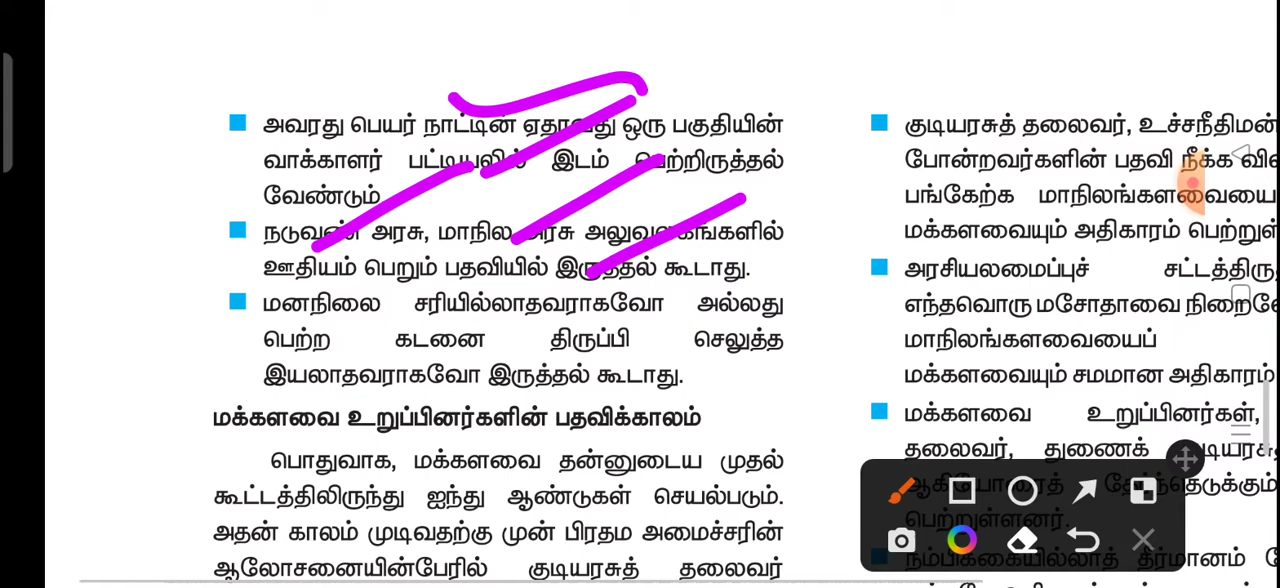 அவரது பெயர் நாட்டின் ஏதாவது ஒரு பகுதியின்
வாக்காளர் பட்டியலில் இடம் பெற்றிருத்தல்
வேண்டும்
நடுவண் அரசு, மாநில அரசு அலுவலகங்களில்
ஊதியம் பெறும் பதவியில் இருத்தல் கூடாது.
மனநிலை சரியில்லாதவராகவோ அல்லது
பெற்ற கடனை திருப்பி செலுத்த
இயலாதவராகவோ இருத்தல் கூடாது.
மக்களவை உறுப்பினர்களின் பதவிக்காலம்
பொதுவாக, மக்களவை தன்னுடைய முதல்
கூட்டத்திலிருந்து ஐந்து ஆண்டுகள் செயல்படும்.
அதன் காலம் முடிவதற்கு முன் பிரதம அமைச்சரின்
ஆலோசனையின்பேரில் குடியரசுத் தலைவர்
குடியரசுத் தலைவர், உச்சநீதிமன்
போன்றவர்களின் பதவி நீக்க வி
பங்கேற்க மாநிலங்களவையை
மக்களவையும் அதிகாரம் பெற்றுள்
அரசியலமைப்புச் சட்டத்திரு
எந்தவொரு மசோதாவை நிறைவே
மாநிலங்களவையைப்
மக்களவையும் சமமான அதிகாரம்
மக்களவை உறுப்பினர்கள்,
தலைவர், துணைக் குடியரசு
ஆகியோரைத் தேர்ந்தெடுக்கும்
பெற்றுள்ளனர்.
நம்பிக்கையில்லாத் தீர்மானம்